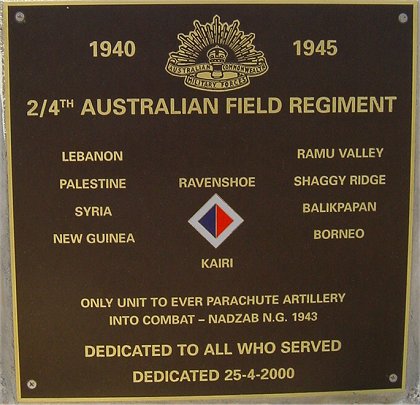 1940 1945
AUSTRALIAN COMMONWEALTH
MILITARY FORCES
2/4TH AUSTRALIAN FIELD REGIMENT
LEBANON RAMU VALLEY
PALESTINE RAVENSHOE SHAGGY RIDGE
SYRIA BALIKPAPAN
NEW GUINEA BORNEO
KAIRI
ONLY UNIT TO EVER PARACHUTE ARTILLERY
INTO COMBAT – NADZAB N.G. 1943
DEDICATED TO ALL WHO SERVED
DEDICATED 25-4-2000